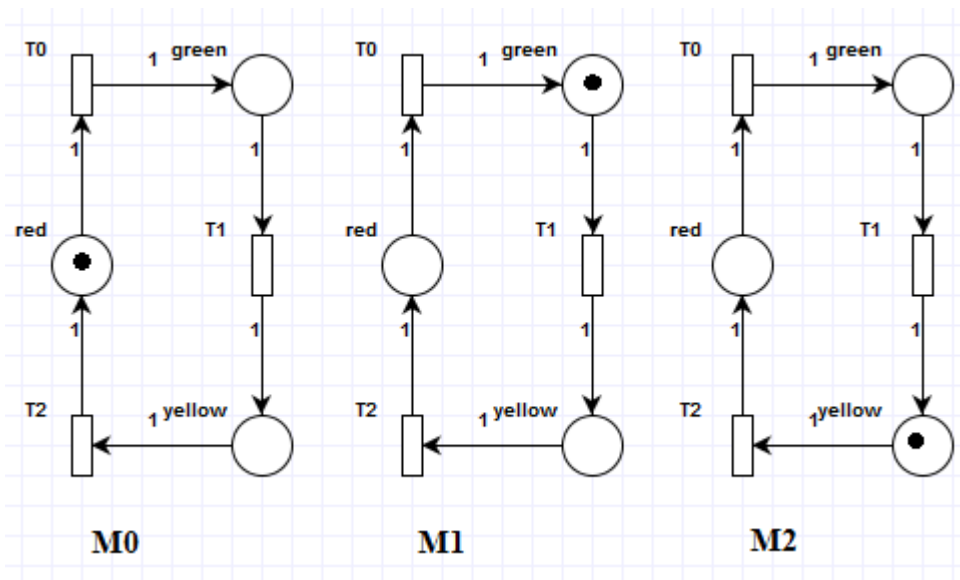 T0 1 green T0 1 green T0 1 green
1 1 1 1 1 1
red T1 red T1 red T1
1 1 1 1 1 1
T2 1 yellow T2 1 yellow T2 1 yellow
M0 M1 M2